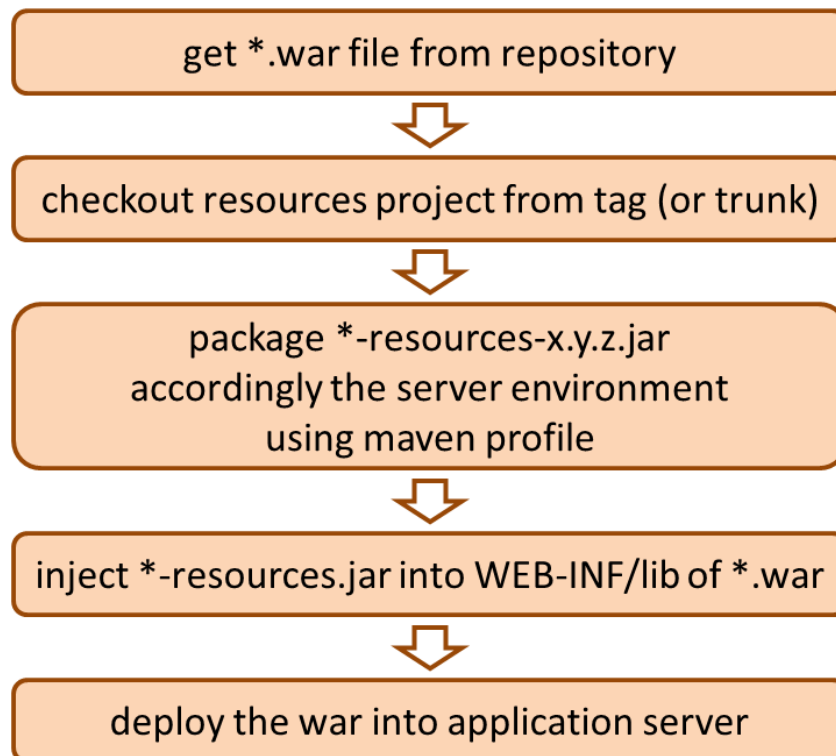 get *.war file from repository
checkout resources project from tag (or trunk)
package *-resources-x.y.z.jar
accordingly the server environment
using maven profile
inject *-resources.jar into WEB-INF/lib of *.war
deploy the war into application server